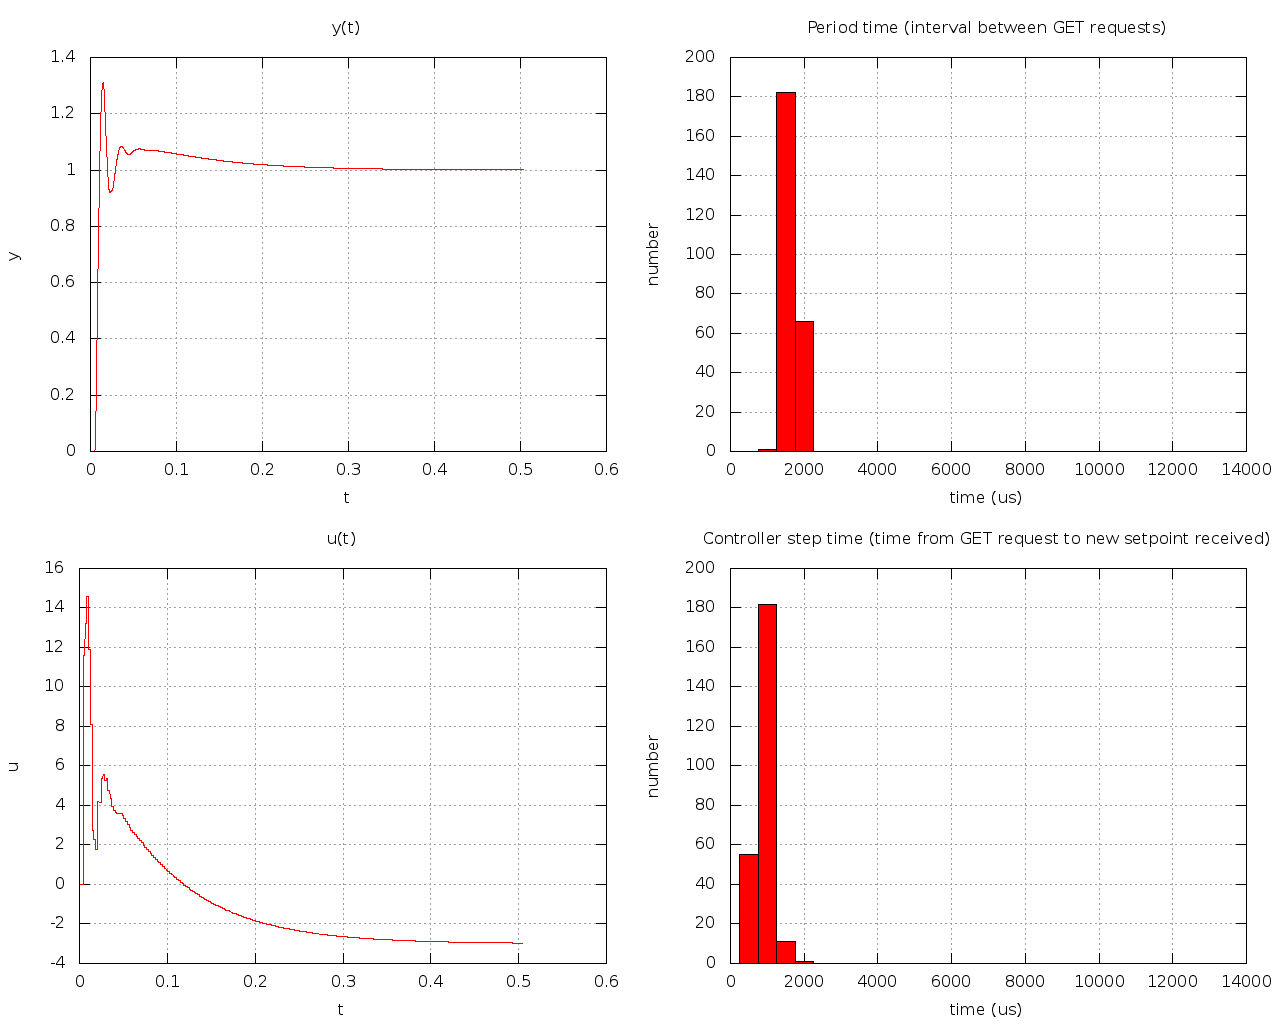 y(t)
1.4
1.2
1
0.8
0.6
0.4
0.2
0
y
0 0.1 0.2 0.3 0.4 0.5 0.6
t
Period time (interval between GET requests)
200
180
160
140
120
100
80
60
40
20
0
number
0 2000 4000 6000 8000 10000 12000 14000
time (us)
u(t)
16
14
12
10
8
6
4
2
0
-2
-4
u
0 0.1 0.2 0.3 0.4 0.5 0.6
t
Controller step time (time from GET request to new setpoint received)
200
180
160
140
120
100
80
60
40
20
0
number
0 2000 4000 6000 8000 10000 12000 14000
time (us)